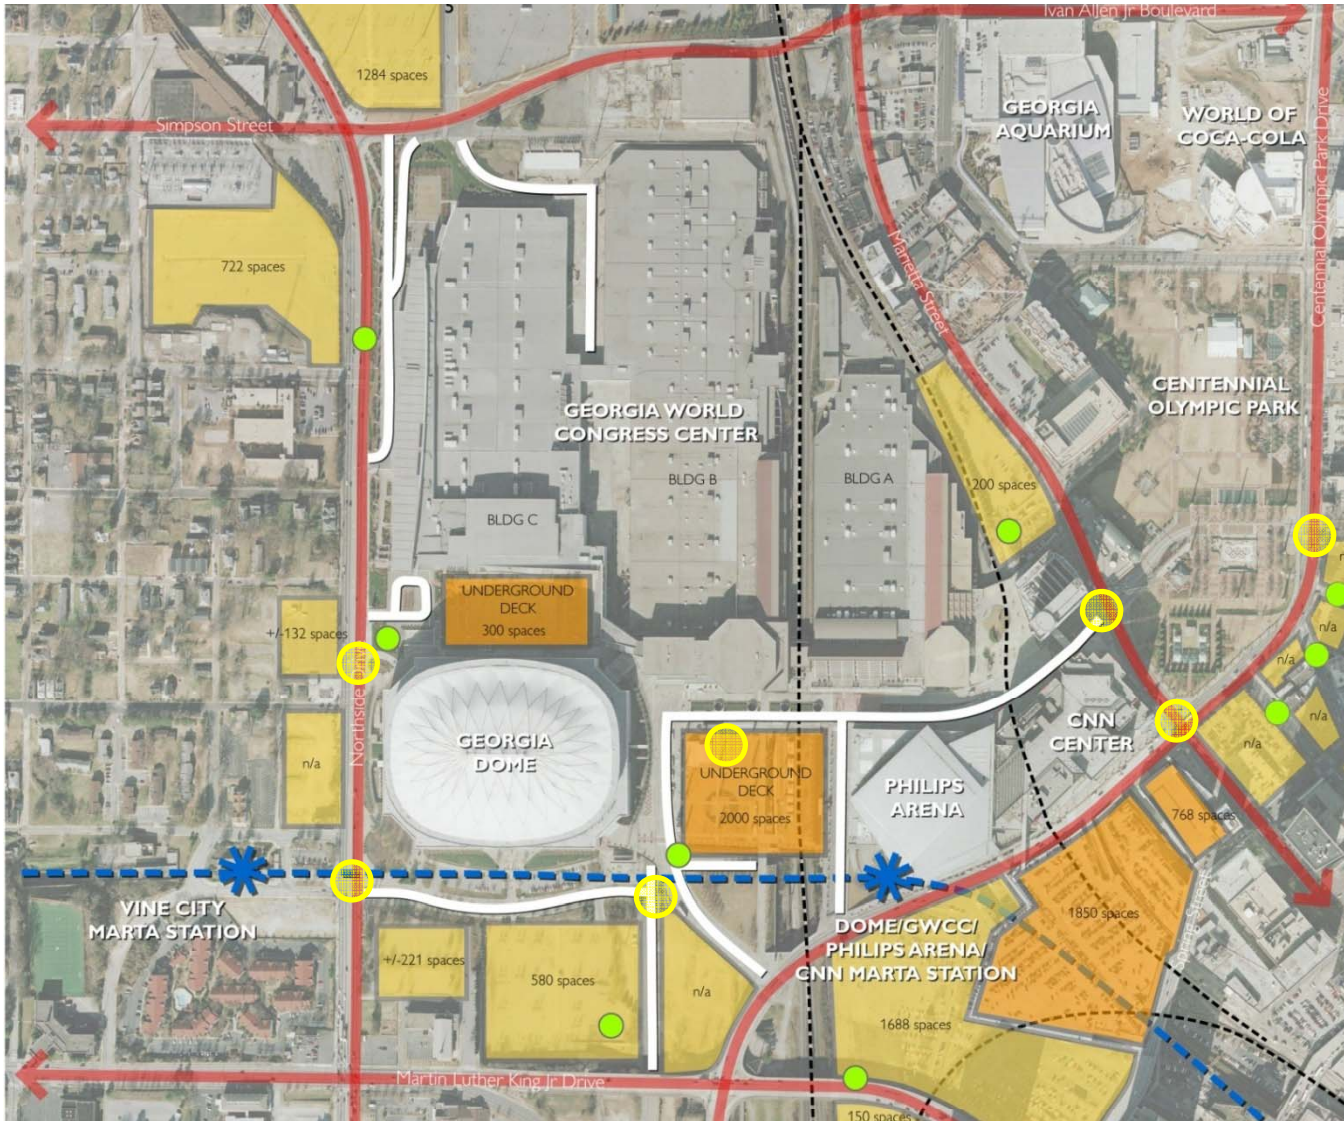 S
Ivan Allen Jr Boulevard
1284 spaces
Simpson Street
GEORGIA
AQUARIUM
WORLD OF
COCA-COLA
Centennial Olympic Park Drive
722 spaces
Marietta Street
CENTENNIAL
OLYMPIC PARK
GEORGIA WORLD
CONGRESS CENTER
BLDG B
BLDG A
200 spaces
BLDG C
UNDERGROUND
DECK
300 spaces
+/-132 spaces
n/a
n/a
n/a
n/a
Northside
CNN
CENTER
GEORGIA
DOME
n/a
UNDERGROUND
DECK
2000 spaces
PHILIPS
ARENA
768 spaces
VINE CITY
MARTA STATION
1850 spaces
DOME/GWCC/
PHILIPS ARENA/
CNN MARTA STATION
+/-221 spaces
580 spaces
n/a
1688 spaces
Martin Luther King Jr Drive
150 spaces